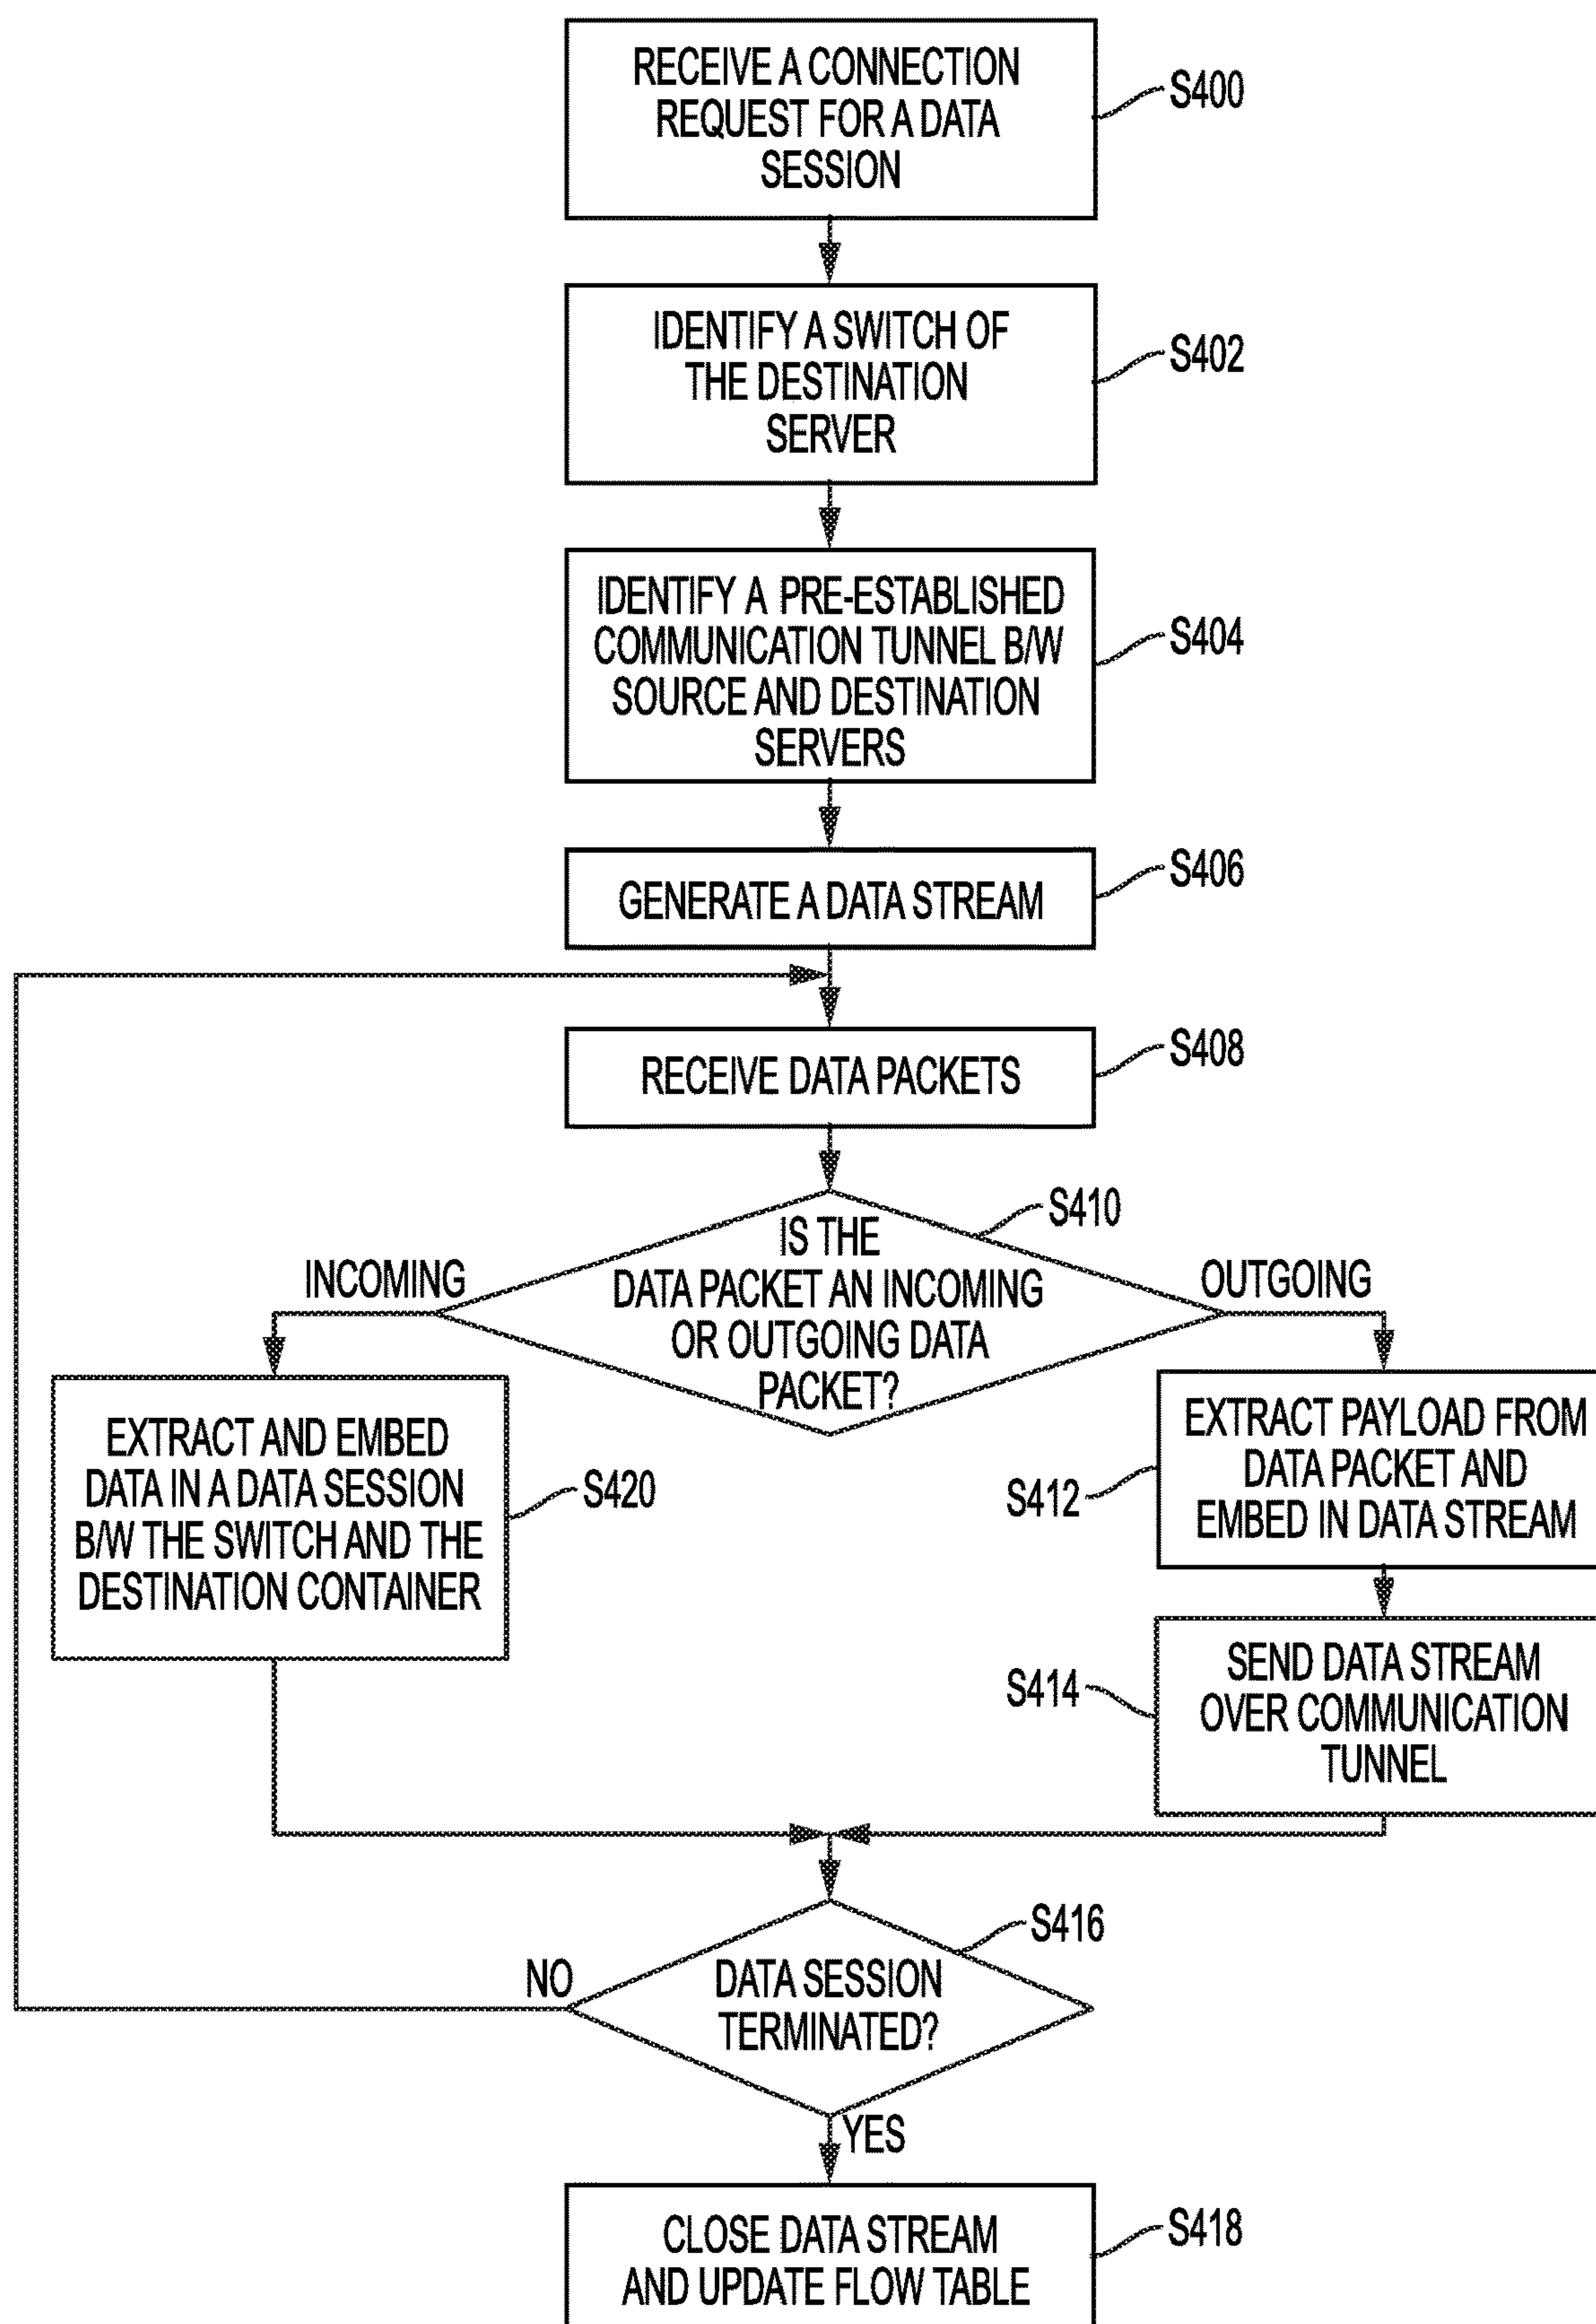 RECEIVE A CONNECTION
REQUEST FOR A DATA
SESSION
S400
IDENTIFY A SWITCH OF
THE DESTINATION
SERVER
S402
IDENTIFY A PRE-ESTABLISHED
COMMUNICATION TUNNEL B/W
SOURCE AND DESTINATION
SERVERS
S404
GENERATE A DATA STREAM
S406
RECEIVE DATA PACKETS
S408
IS THE
DATA PACKET AN INCOMING
OR OUTGOING DATA
PACKET?
S410
INCOMING
OUTGOING
EXTRACT AND EMBED
DATA IN A DATA SESSION
B/W THE SWITCH AND THE
DESTINATION CONTAINER
S420
EXTRACT PAYLOAD FROM
DATA PACKET AND
EMBED IN DATA STREAM
S412
SEND DATA STREAM
OVER COMMUNICATION
TUNNEL
S414
DATA SESSION
TERMINATED?
S416
NO
YES
CLOSE DATA STREAM
AND UPDATE FLOW TABLE
S418